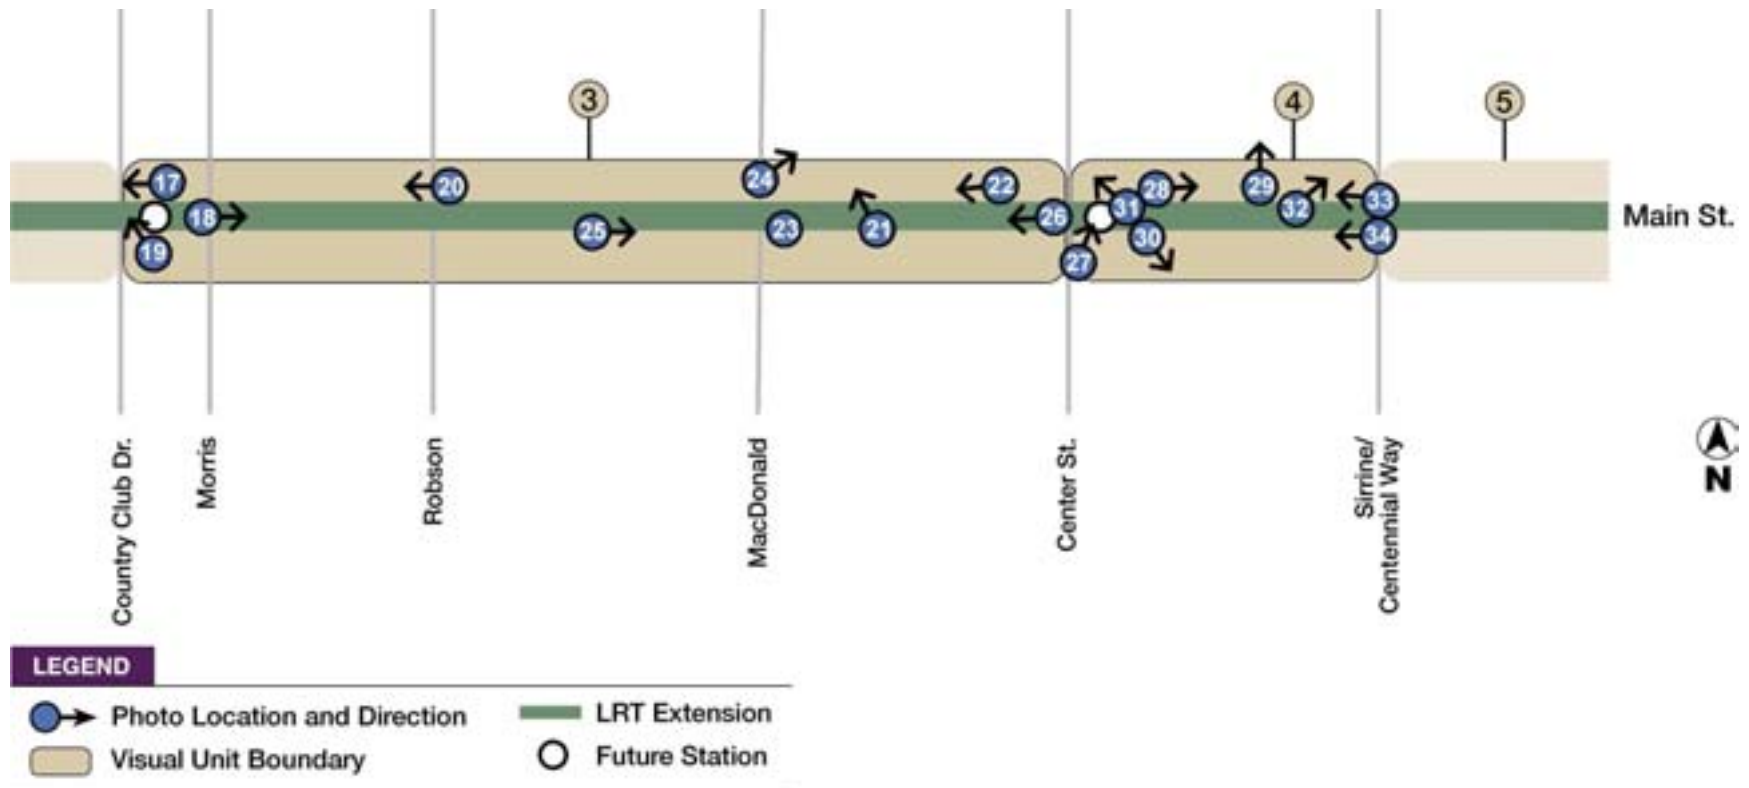 3
4
5
17
20
24
22
28
29
33
18
31
32
26
25
23
21
30
34
19
27
Main St.
Country Club Dr.
Morris
Robson
MacDonald
Center St.
Sirrine/
Centennial Way
N
LEGEND
Photo Location and Direction
LRT Extension
Visual Unit Boundary
Future Station